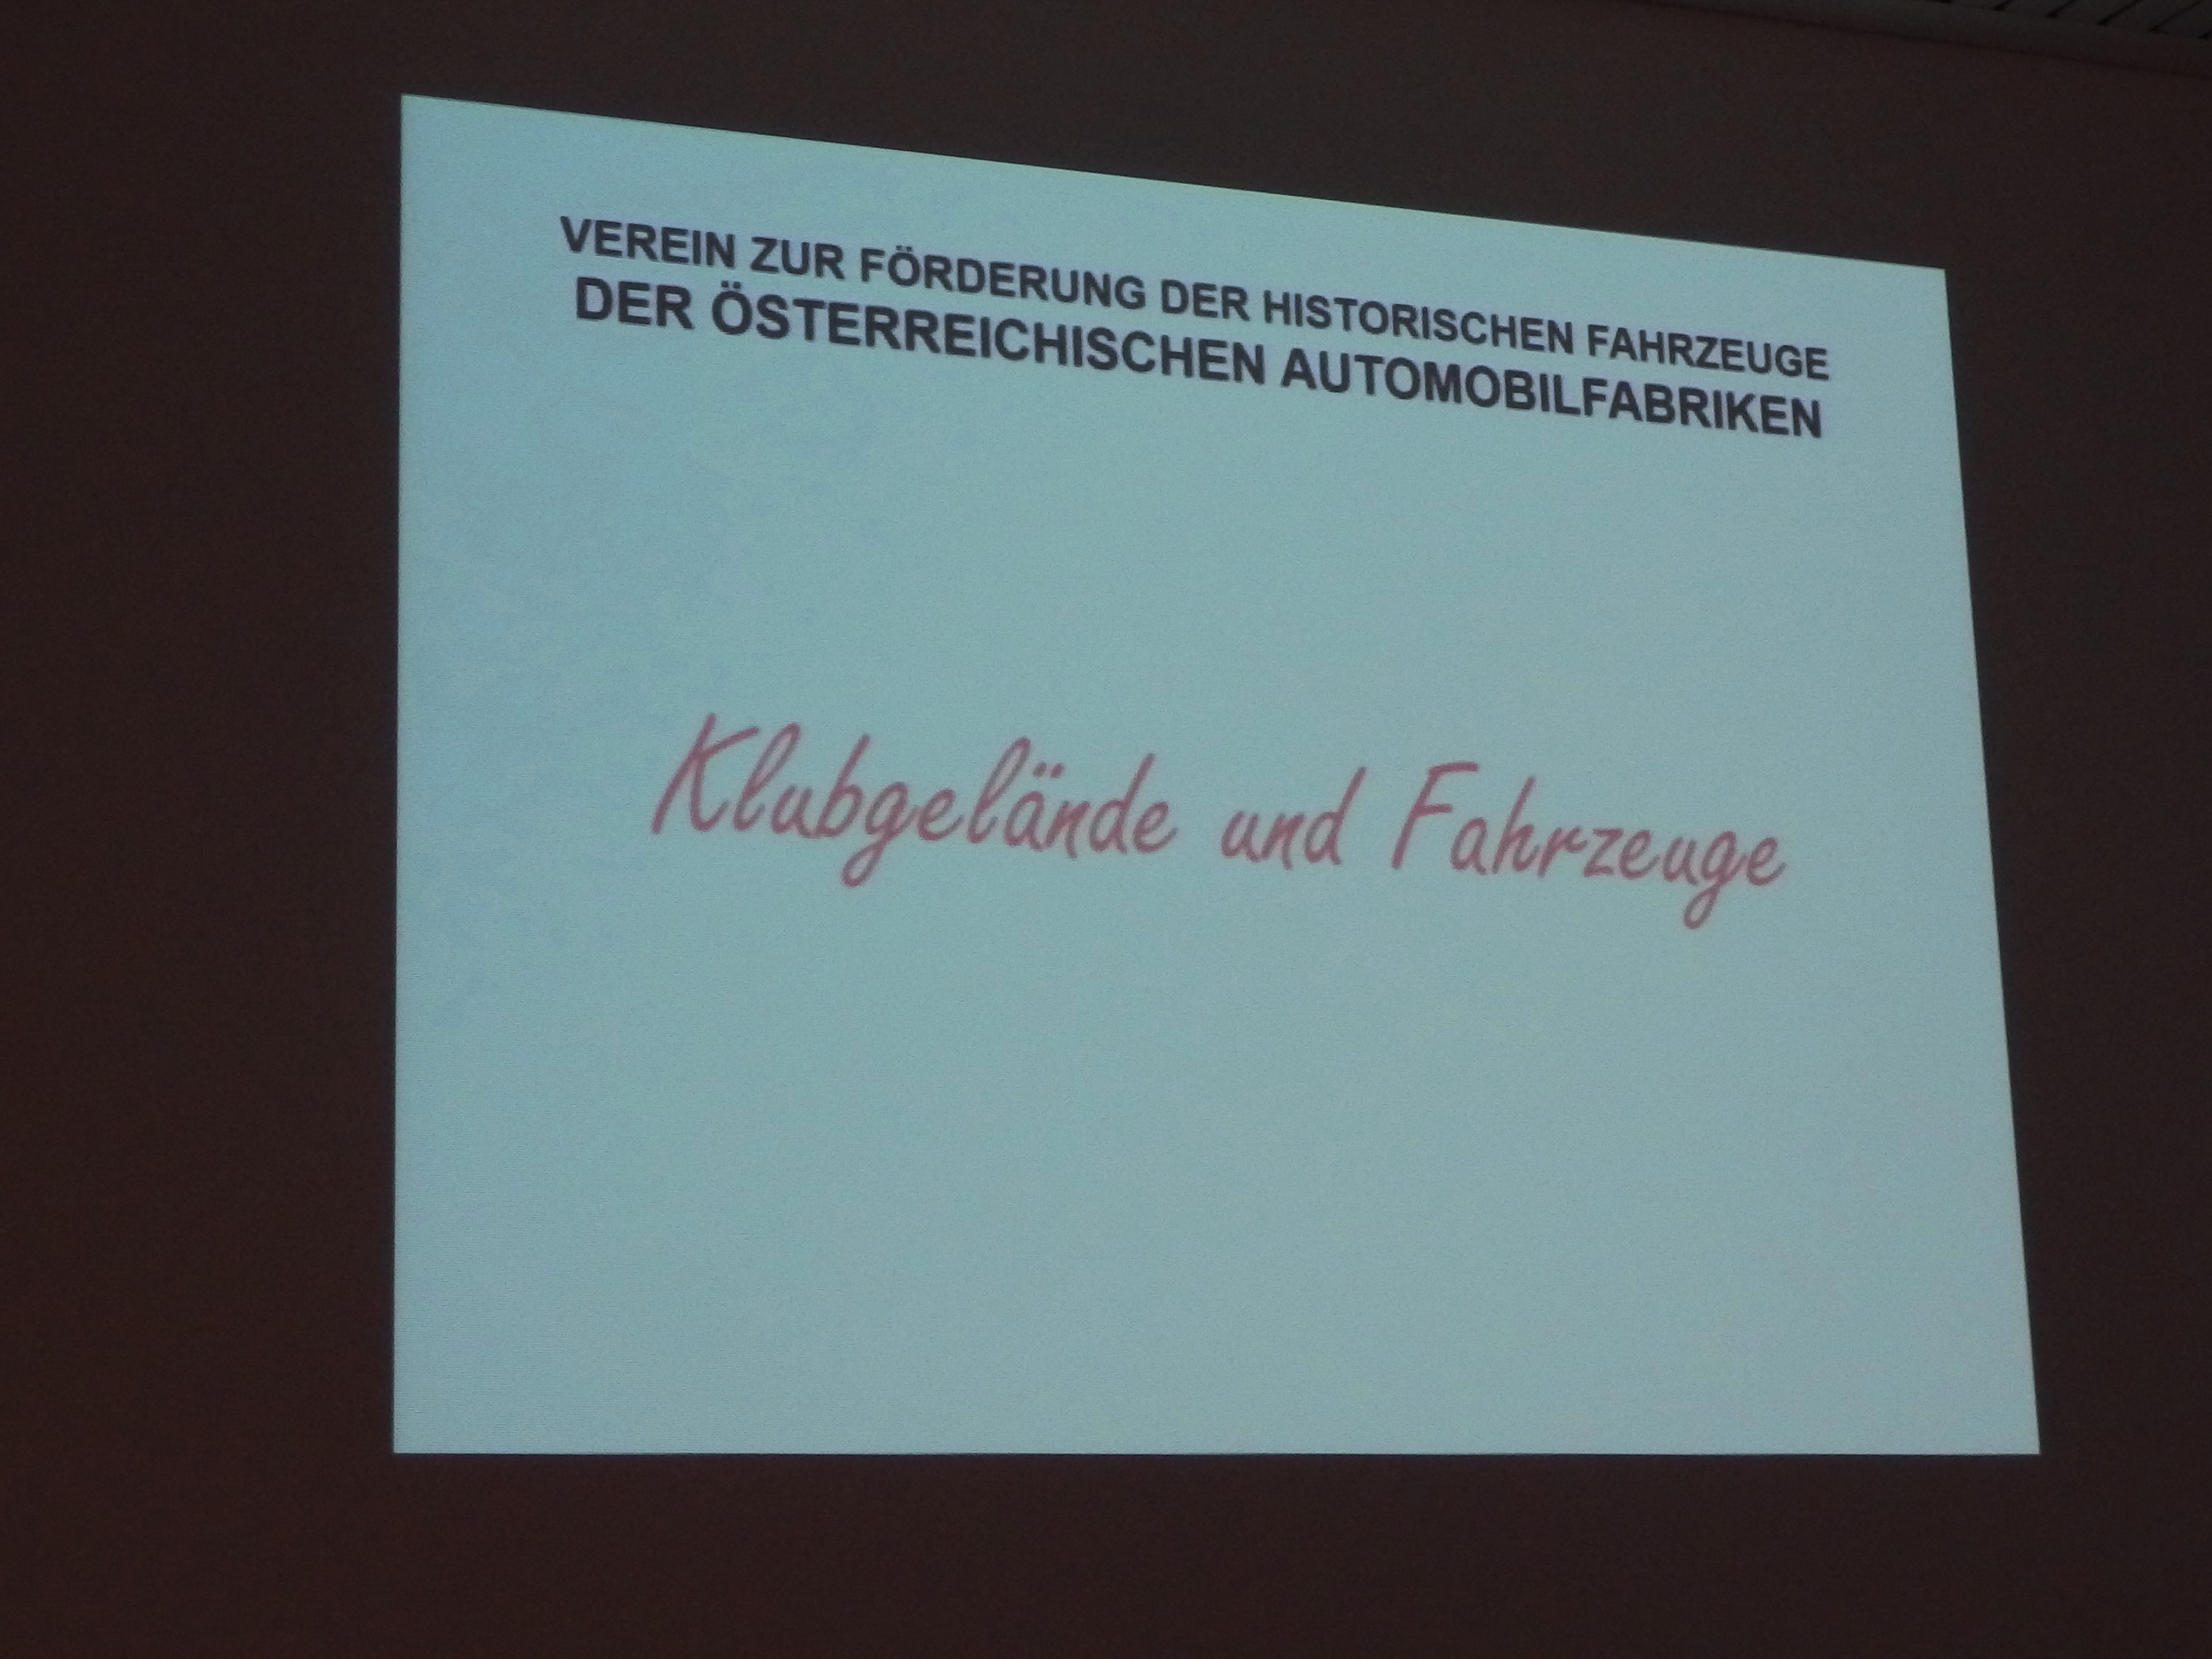 VEREIN ZUR FÖRDERUNG DER HISTORISCHEN FAHRZEUGE
DER ÖSTERREICHISCHEN AUTOMOBILFABRIKEN
Klubgelände und Fahrzeuge